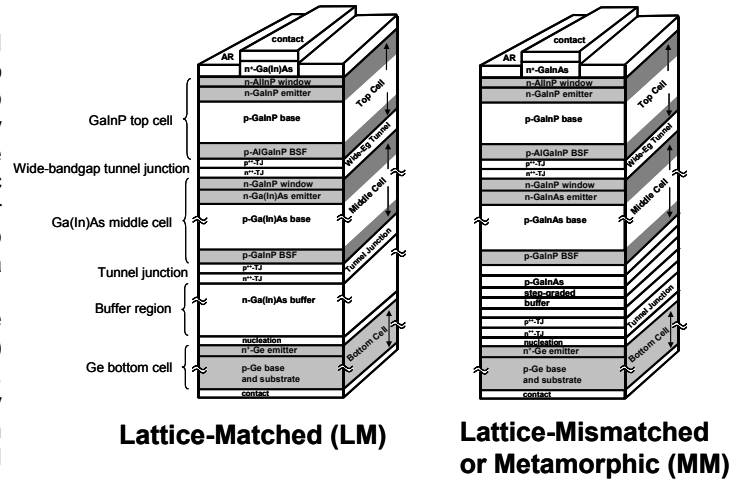 contact
AR
n+-Ga(In)As
n-AlInP window
n-GaInP emitter
p-GaInP base
p-AlGaInP BSF
p++-TJ
n++-TJ
n-GaInP window
n-Ga(In)As emitter
p-Ga(In)As base
p-GaInP BSF
p++-TJ
n++-TJ
n-Ga(In)As buffer
nucleation
n+-Ge emitter
p-Ge base
and substrate
contact
Top Cell
Wide-Eg Tunnel
Middle Cell
Tunnel Junction
Bottom Cell
GaInP top cell
Wide-bandgap tunnel junction
Ga(In)As middle cell
Tunnel junction
Buffer region
Ge bottom cell
Lattice-Matched (LM)
contact
AR
n+-GaInAs
n-AlInP window
n-GaInP emitter
p-GaInP base
p-AlGaInP BSF
p++-TJ
n++-TJ
n-GaInP window
n-GaInAs emitter
p-GaInAs base
p-GaInP BSF
p-GaInAs
step-graded
buffer
p++-TJ
n++-TJ
nucleation
n+-Ge emitter
p-Ge base
and substrate
contact
Top Cell
Wide-Eg Tunnel
Middle Cell
Tunnel Junction
Bottom Cell
Lattice-Mismatched
or Metamorphic (MM)